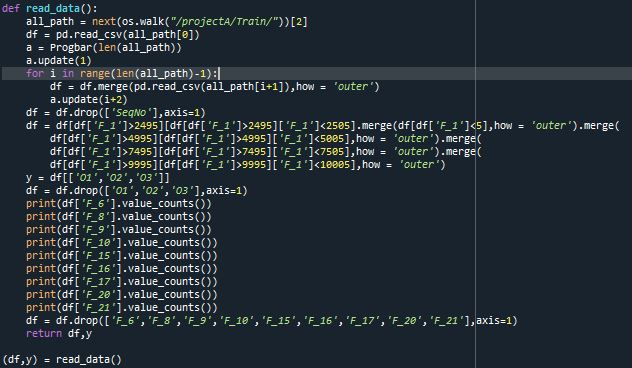 def read_data():
    all_path = next(os.walk("/projectA/Train/"))[2]
    df = pd.read_csv(all_path[0])
    a = Progbar(len(all_path))
    a.update(1)
    for i in range(len(all_path)-1):
        df = df.merge(pd.read_csv(all_path[i+1]),how = 'outer')
        a.update(i+2)
    df = df.drop(['SeqNo'],axis=1)
    df = df[df['F_1']>2495][df[df['F_1']>2495]['F_1']<2505].merge(df[df['F_1']<5],how = 'outer').merge(
        df[df['F_1']>4995][df[df['F_1']>4995]['F_1']<5005],how = 'outer').merge(
        df[df['F_1']>7495][df[df['F_1']>7495]['F_1']<7505],how = 'outer').merge(
        df[df['F_1']>9995][df[df['F_1']>9995]['F_1']<10005],how = 'outer')
    y = df[['O1','O2','O3']]
    df = df.drop(['O1','O2','O3'],axis=1)
    print(df['F_6'].value_counts())
    print(df['F_8'].value_counts())
    print(df['F_9'].value_counts())
    print(df['F_10'].value_counts())
    print(df['F_15'].value_counts())
    print(df['F_16'].value_counts())
    print(df['F_17'].value_counts())
    print(df['F_20'].value_counts())
    print(df['F_21'].value_counts())
    df = df.drop(['F_6','F_8','F_9','F_10','F_15','F_16','F_17','F_20','F_21'],axis=1)
    return df,y
(df,y) = read_data()